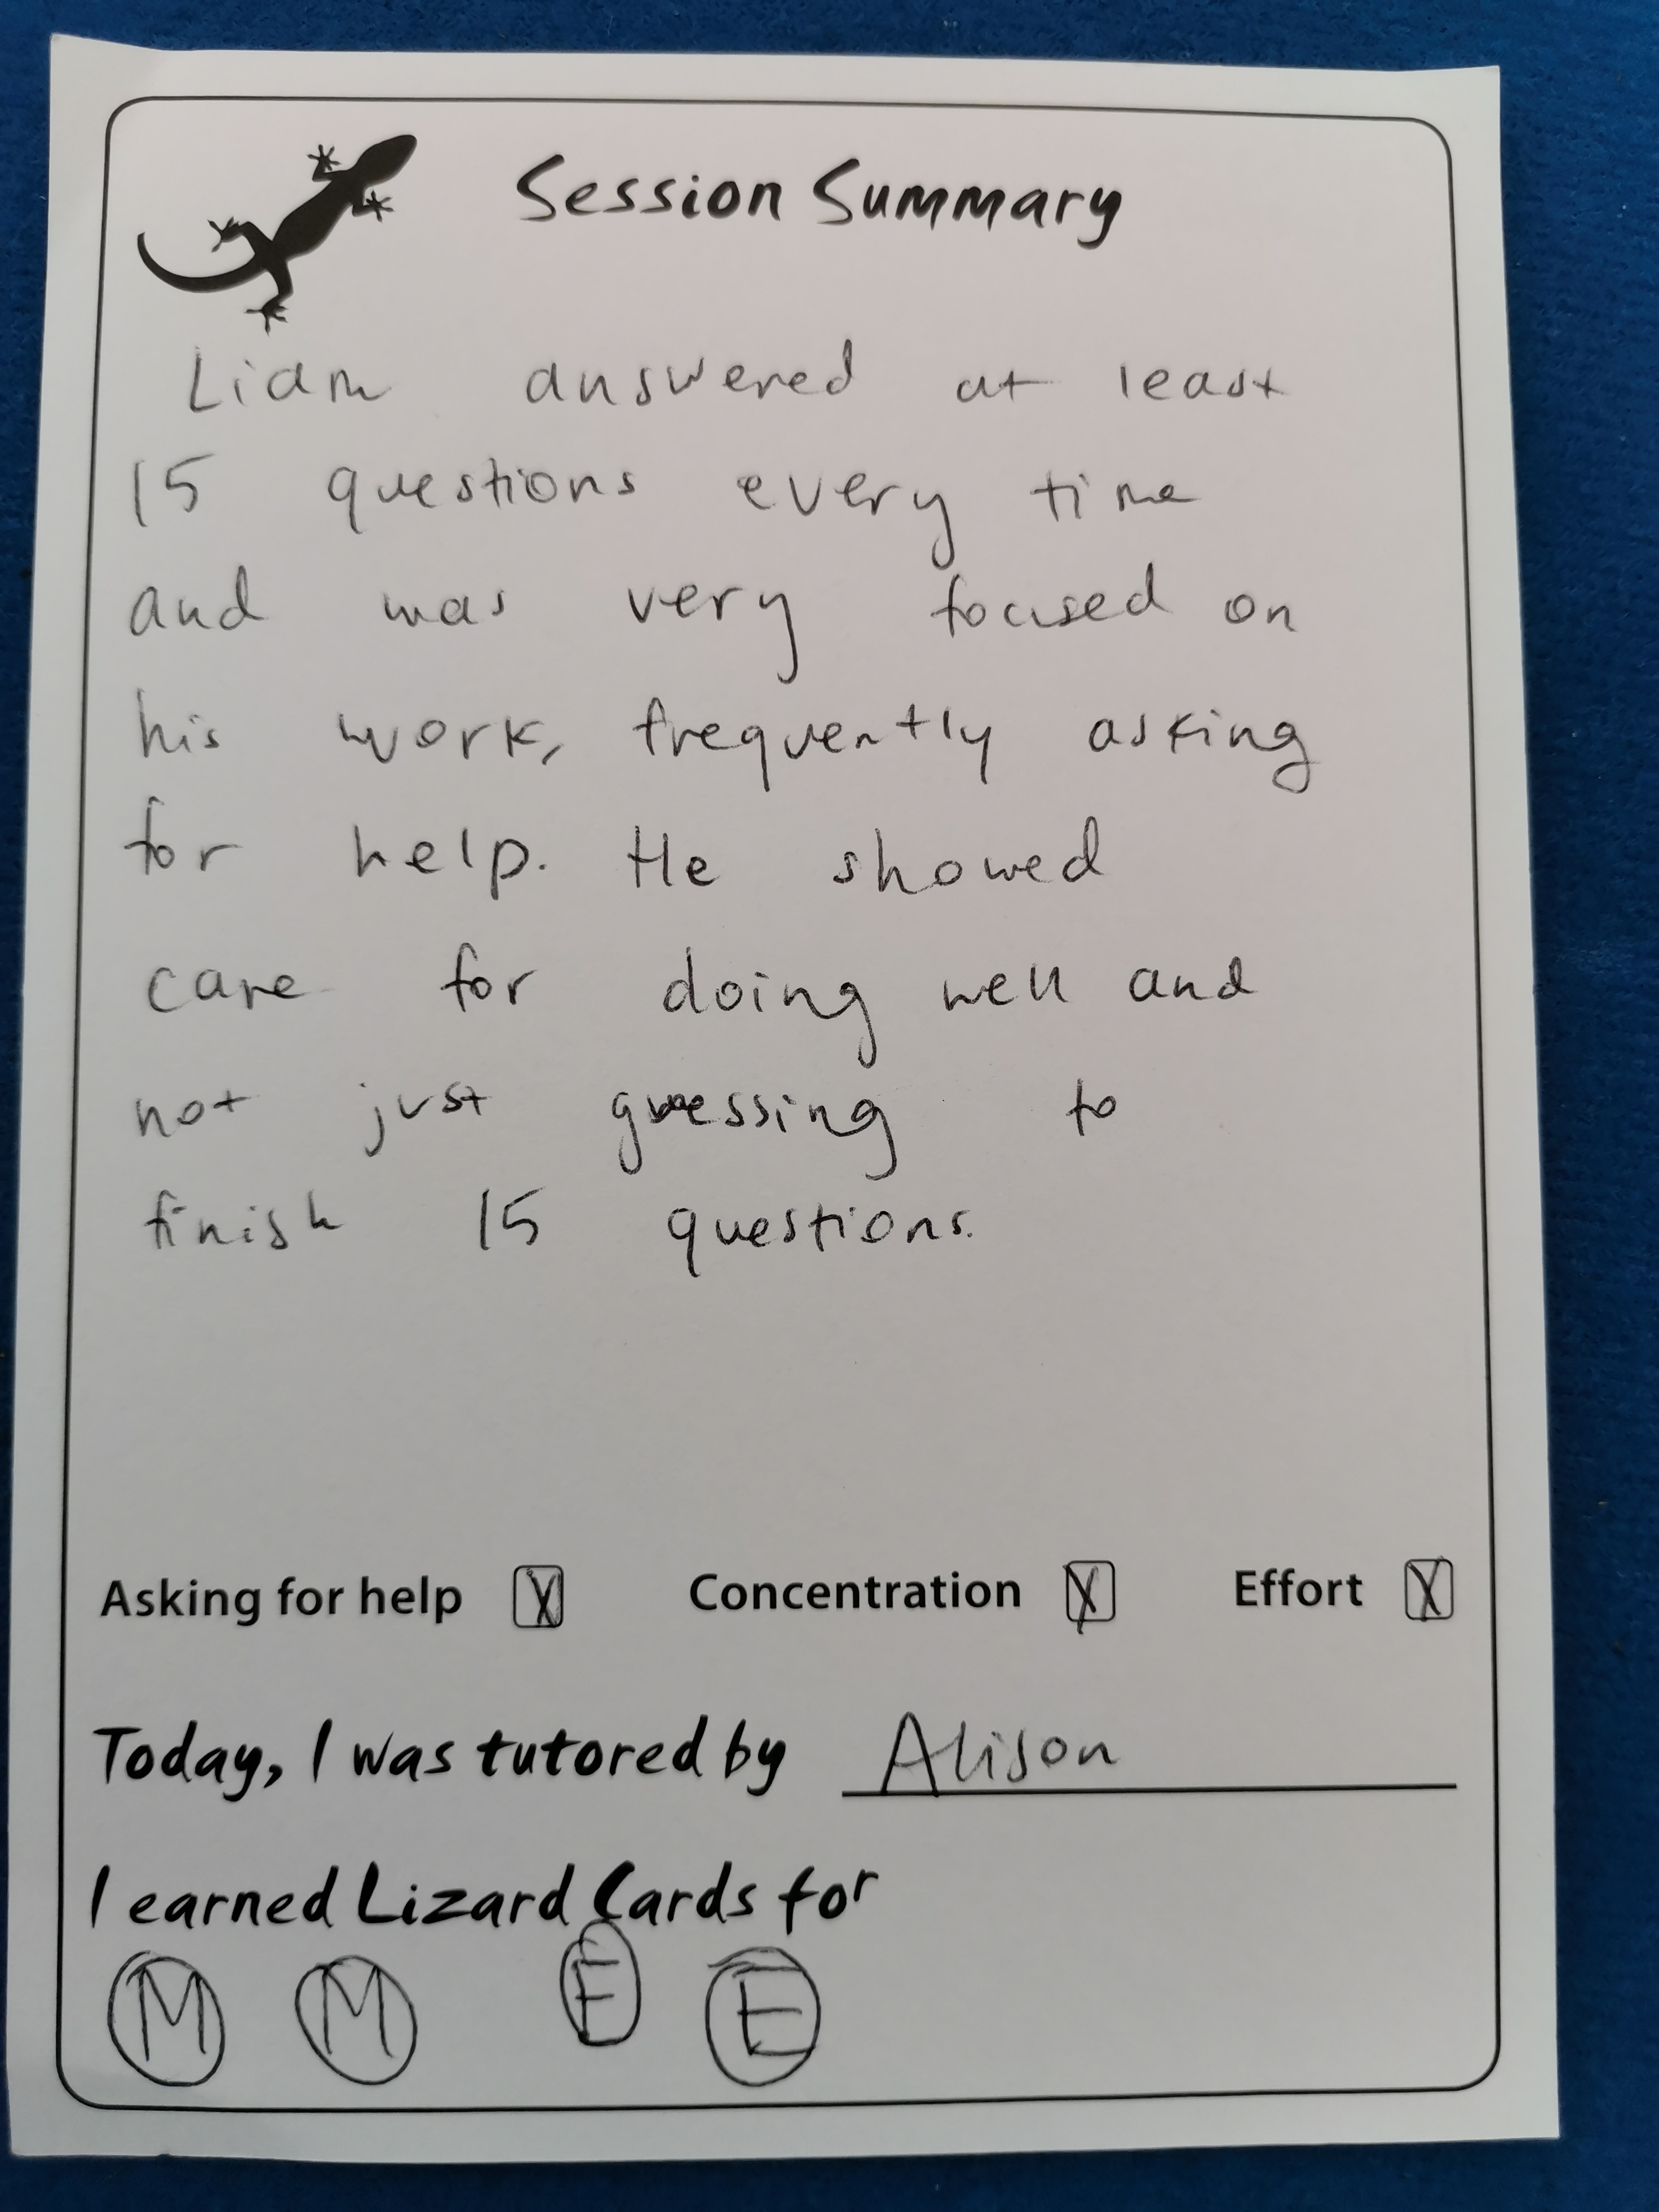 Session Summary
Liam answered at least
15 questions every time
and was very focused on
his work, frequently asking
for help. He showed
care for doing well and
not just guessing to
finish 15 questions.
Asking for help X Concentration X Effort X
Today, I was tutored by Alison
I earned Lizard Cards for
M M E E